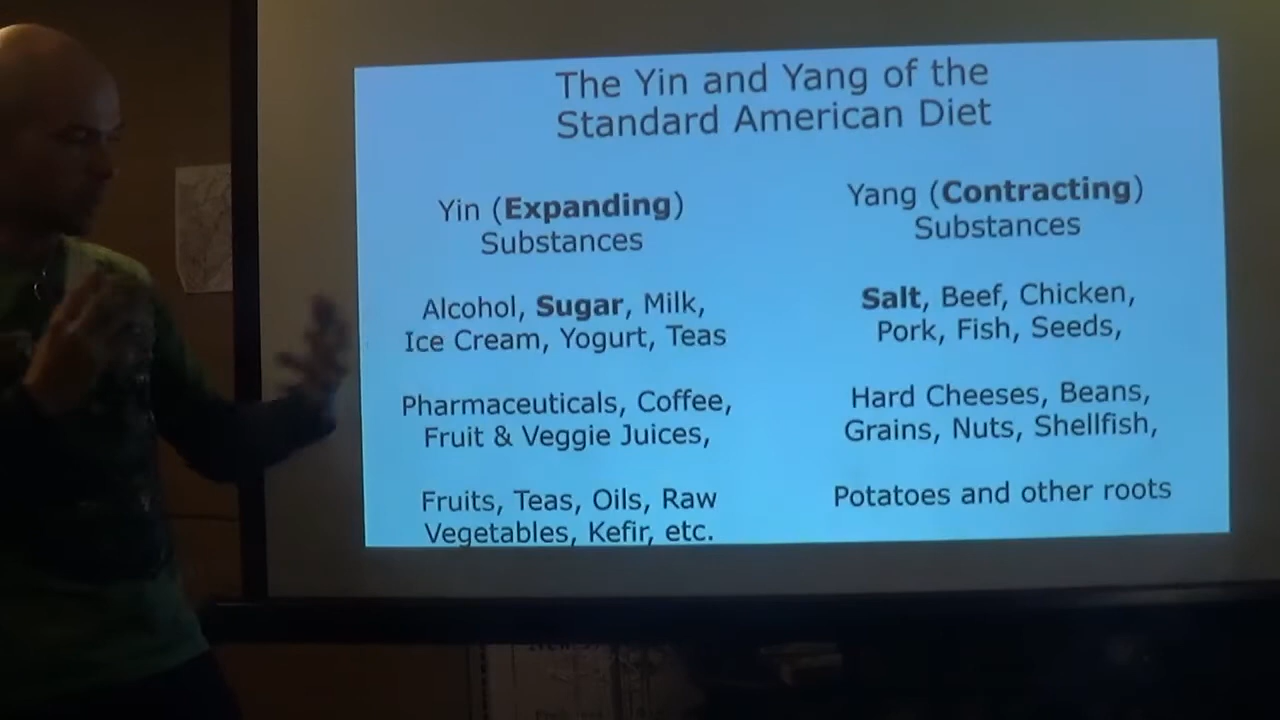 The Yin and Yang of the
Standard American Diet
Yin (Expanding)
Substances
Alcohol, Sugar, Milk,
Ice Cream, Yogurt, Teas
Pharmaceuticals, Coffee,
Fruit & Veggie Juices,
Fruits, Teas, Oils, Raw
Vegetables, Kefir, etc.
Yang (Contracting)
Substances
Salt, Beef, Chicken,
Pork, Fish, Seeds,
Hard Cheeses, Beans,
Grains, Nuts, Shellfish,
Potatoes and other roots